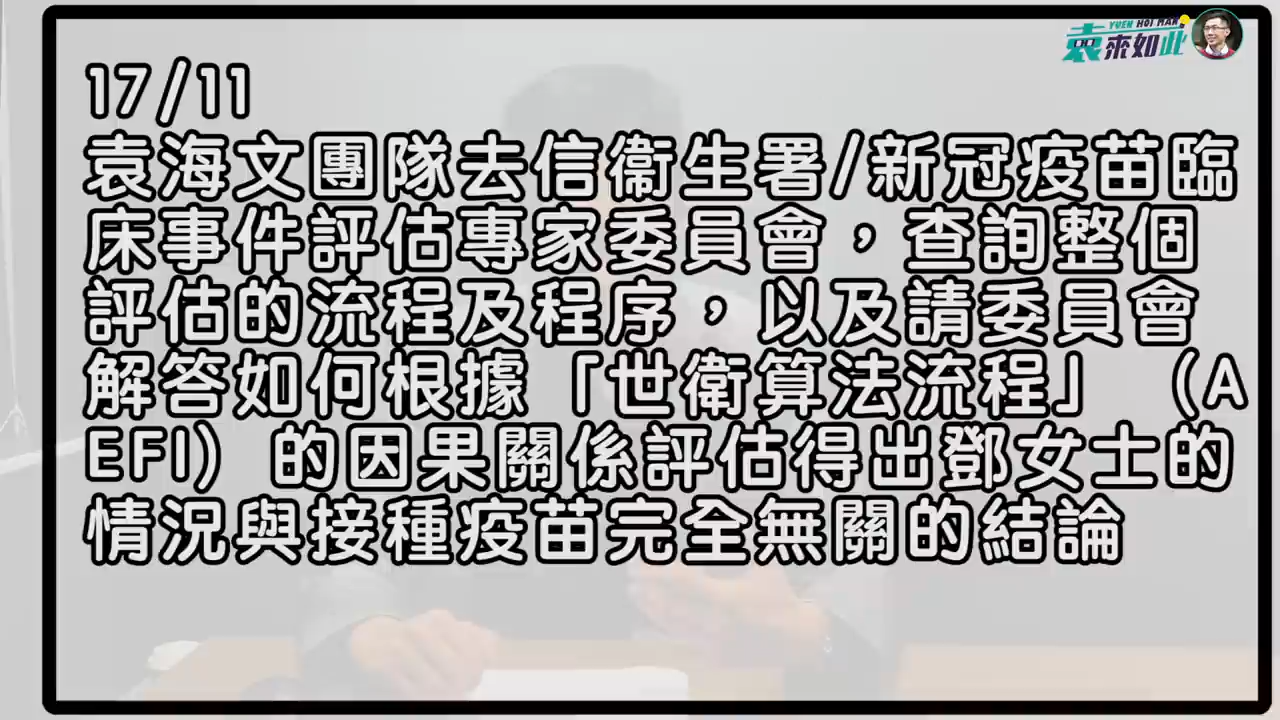 YUEN HOI MAN
袁來如此
17/11
袁海文團隊去信衞生署/新冠疫苗臨
床事件評估專家委員會，查詢整個
評估的流程及程序，以及請委員會
解答如何根據「世衛算法流程」（A
EFI）的因果關係評估得出鄧女士的
情況與接種疫苗完全無關的結論